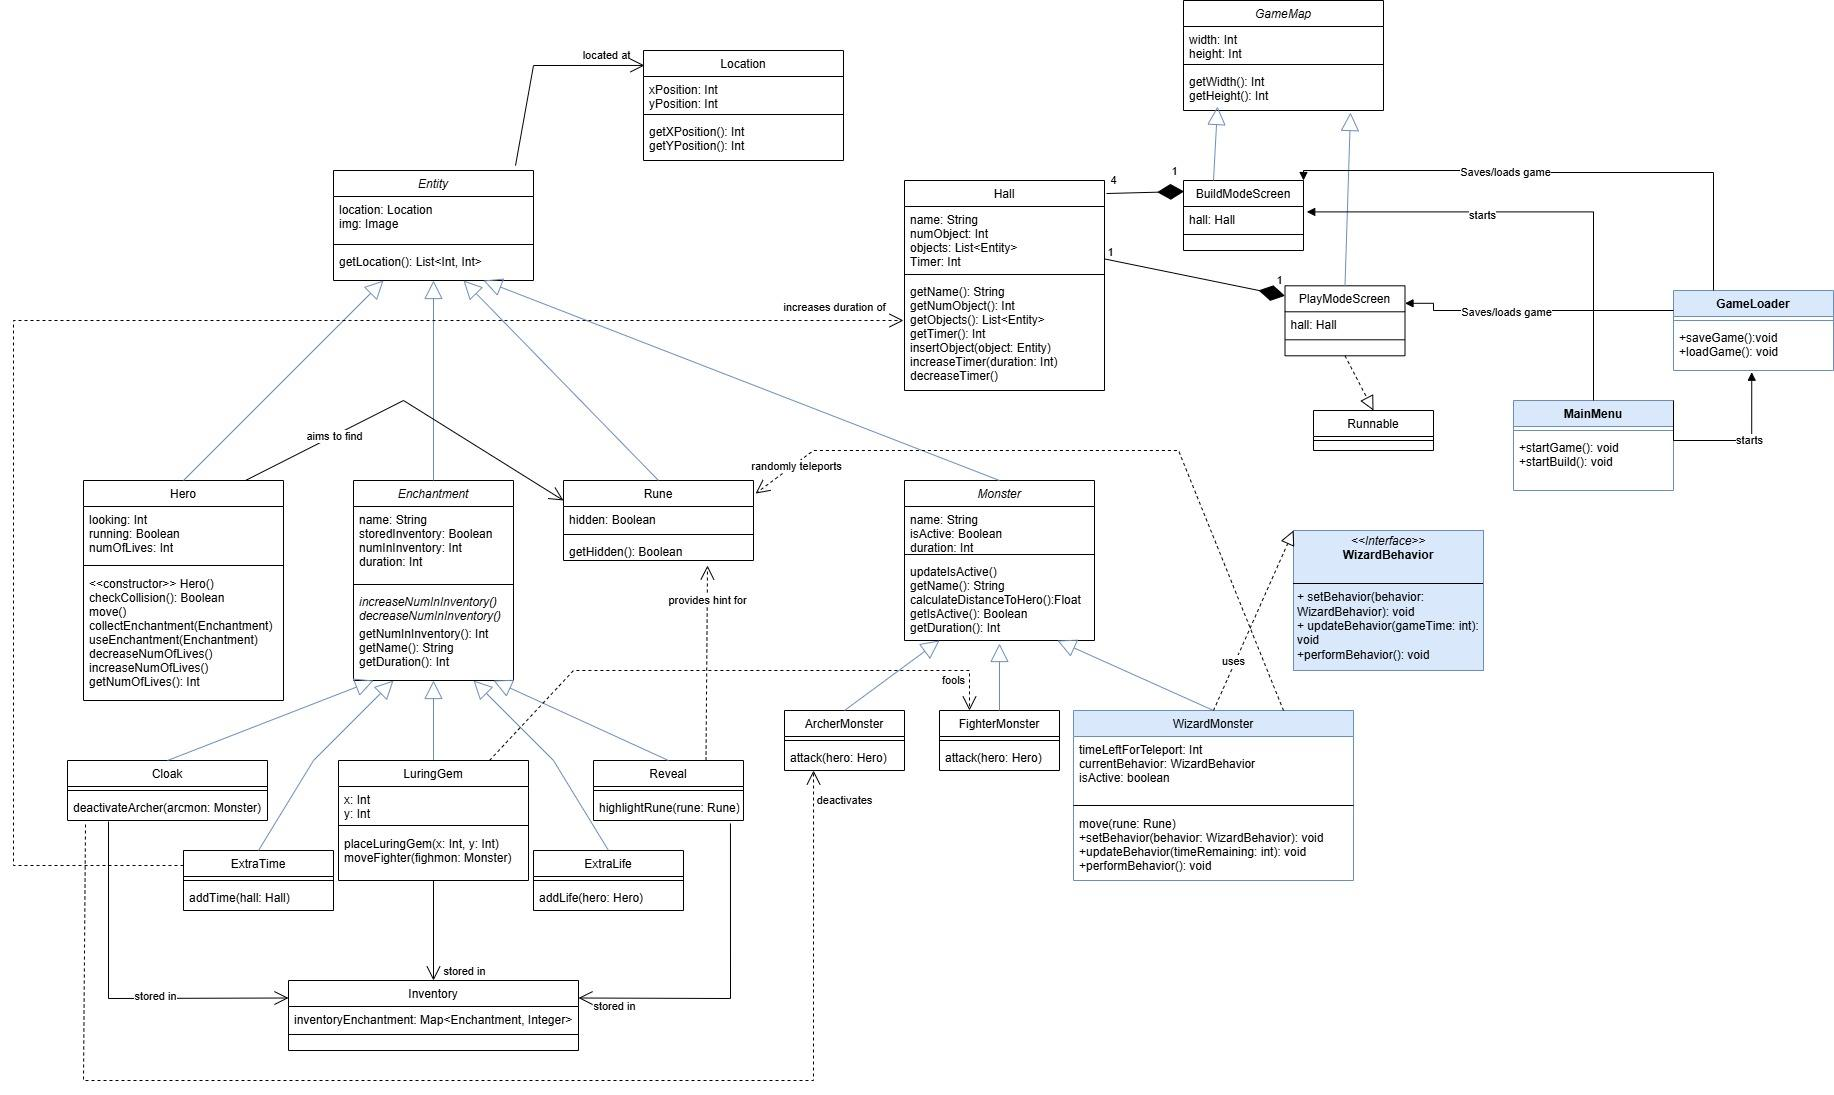 GameMap
width: Int
height: Int
getWidth(): Int
getHeight(): Int
located at
Location
xPosition: Int
yPosition: Int
getXPosition(): Int
getYPosition(): Int
Entity
location: Location
img: Image
getLocation(): List<Int, Int>
Hall
name: String
numObject: Int
objects: List<Entity>
Timer: Int
getName(): String
getNumObject(): Int
getObjects(): List<Entity>
getTimer(): Int
insertObject(object: Entity)
increaseTimer(duration: Int)
decreaseTimer()
4
1
BuildModeScreen
hall: Hall
Saves/loads game
starts
1
1
PlayModeScreen
hall: Hall
Saves/loads game
GameLoader
+saveGame():void
+loadGame(): void
increases duration of
Runnable
MainMenu
+startGame(): void
+startBuild(): void
starts
aims to find
randomly teleports
Hero
looking: Int
running: Boolean
numOfLives: Int
<<constructor>> Hero()
checkCollision(): Boolean
move()
collectEnchantment(Enchantment)
useEnchantment(Enchantment)
decreaseNumOfLives()
increaseNumOfLives()
getNumOfLives(): Int
Enchantment
name: String
storedInventory: Boolean
numInInventory: Int
duration: Int
increaseNumInInventory()
decreaseNumInInventory()
getNumInInventory(): Int
getName(): String
getDuration(): Int
Rune
hidden: Boolean
getHidden(): Boolean
provides hint for
Monster
name: String
isActive: Boolean
duration: Int
updateIsActive()
getName(): String
calculateDistanceToHero():Float
getIsActive(): Boolean
getDuration(): Int
<<Interface>>
WizardBehavior
+ setBehavior(behavior:
WizardBehavior): void
+ updateBehavior(gameTime: int):
void
+performBehavior(): void
uses
fools
ArcherMonster
attack(hero: Hero)
FighterMonster
attack(hero: Hero)
WizardMonster
timeLeftForTeleport: Int
currentBehavior: WizardBehavior
isActive: boolean
move(rune: Rune)
+setBehavior(behavior: WizardBehavior): void
+updateBehavior(timeRemaining: int): void
+performBehavior(): void
Cloak
deactivateArcher(arcmon: Monster)
LuringGem
x: Int
y: Int
placeLuringGem(x: Int, y: Int)
moveFighter(fighmon: Monster)
Reveal
highlightRune(rune: Rune)
deactivates
ExtraTime
addTime(hall: Hall)
ExtraLife
addLife(hero: Hero)
stored in
stored in
stored in
Inventory
inventoryEnchantment: Map<Enchantment, Integer>